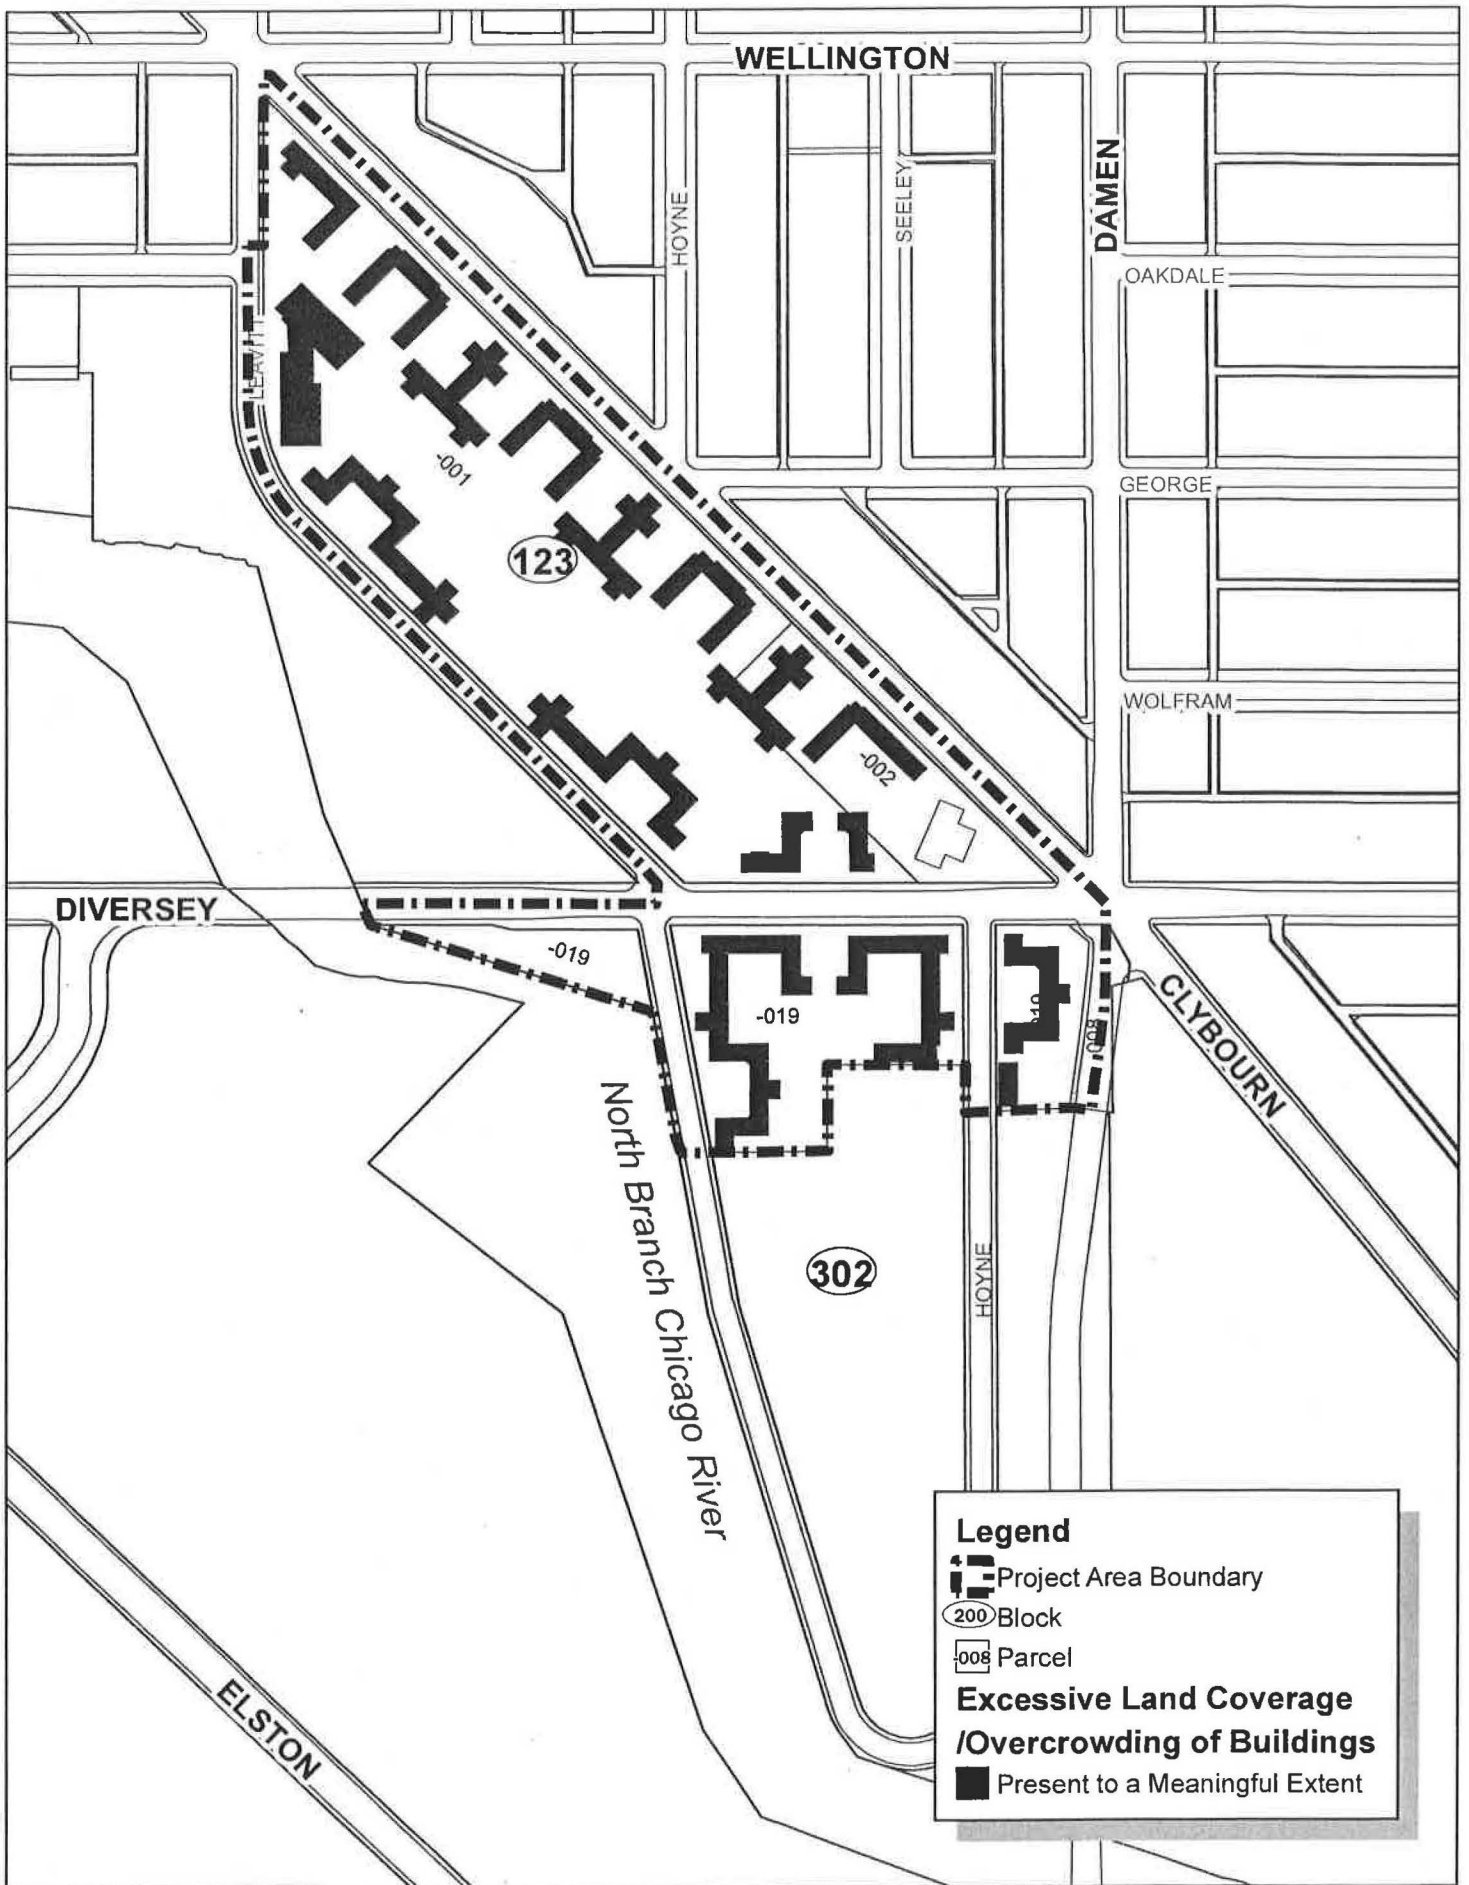 WELLINGTON
HOYNE
SEELEY
DAMEN
OAKDALE
LEAVITT
-001
GEORGE
123
WOLFRAM
-002
DIVERSEY
-019
-019
-019
008
CLYBOURN
North Branch Chicago River
302
HOYNE
ELSTON
Legend
Project Area Boundary
200 Block
-008 Parcel
Excessive Land Coverage
/Overcrowding of Buildings
Present to a Meaningful Extent